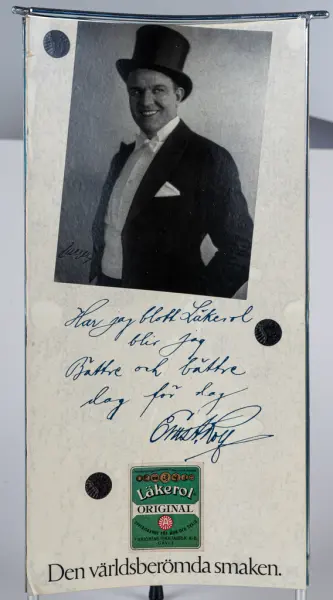 Har jag blott Läkerol
blir jag
Bättre och bättre
dag för dag
Ernst Rolf
Läkerol
ORIGINAL
A
Den världsberömda smaken.